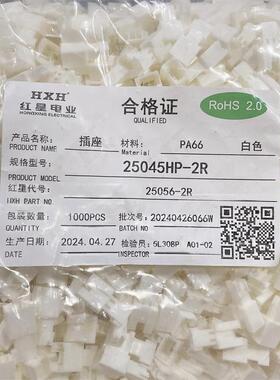 HXH
红星电业
HONGXING ELECTRICAL
合格证
QUALIFIED
RoHS 2.0
产品名称: 插座 材料: PA66 白色
PRODUCT NAME Material
规格型号: 25045HP-2R
PRODUCT MODEL
红星代号: 25056-2R
HXH PART NO.
包装数量: 1000PCS 批次号: 20240426066W
QUANTITY BATCH NO
生产日期: 2024.04.27 检验员: 5L308P A01-02
DATE INSPECTOR